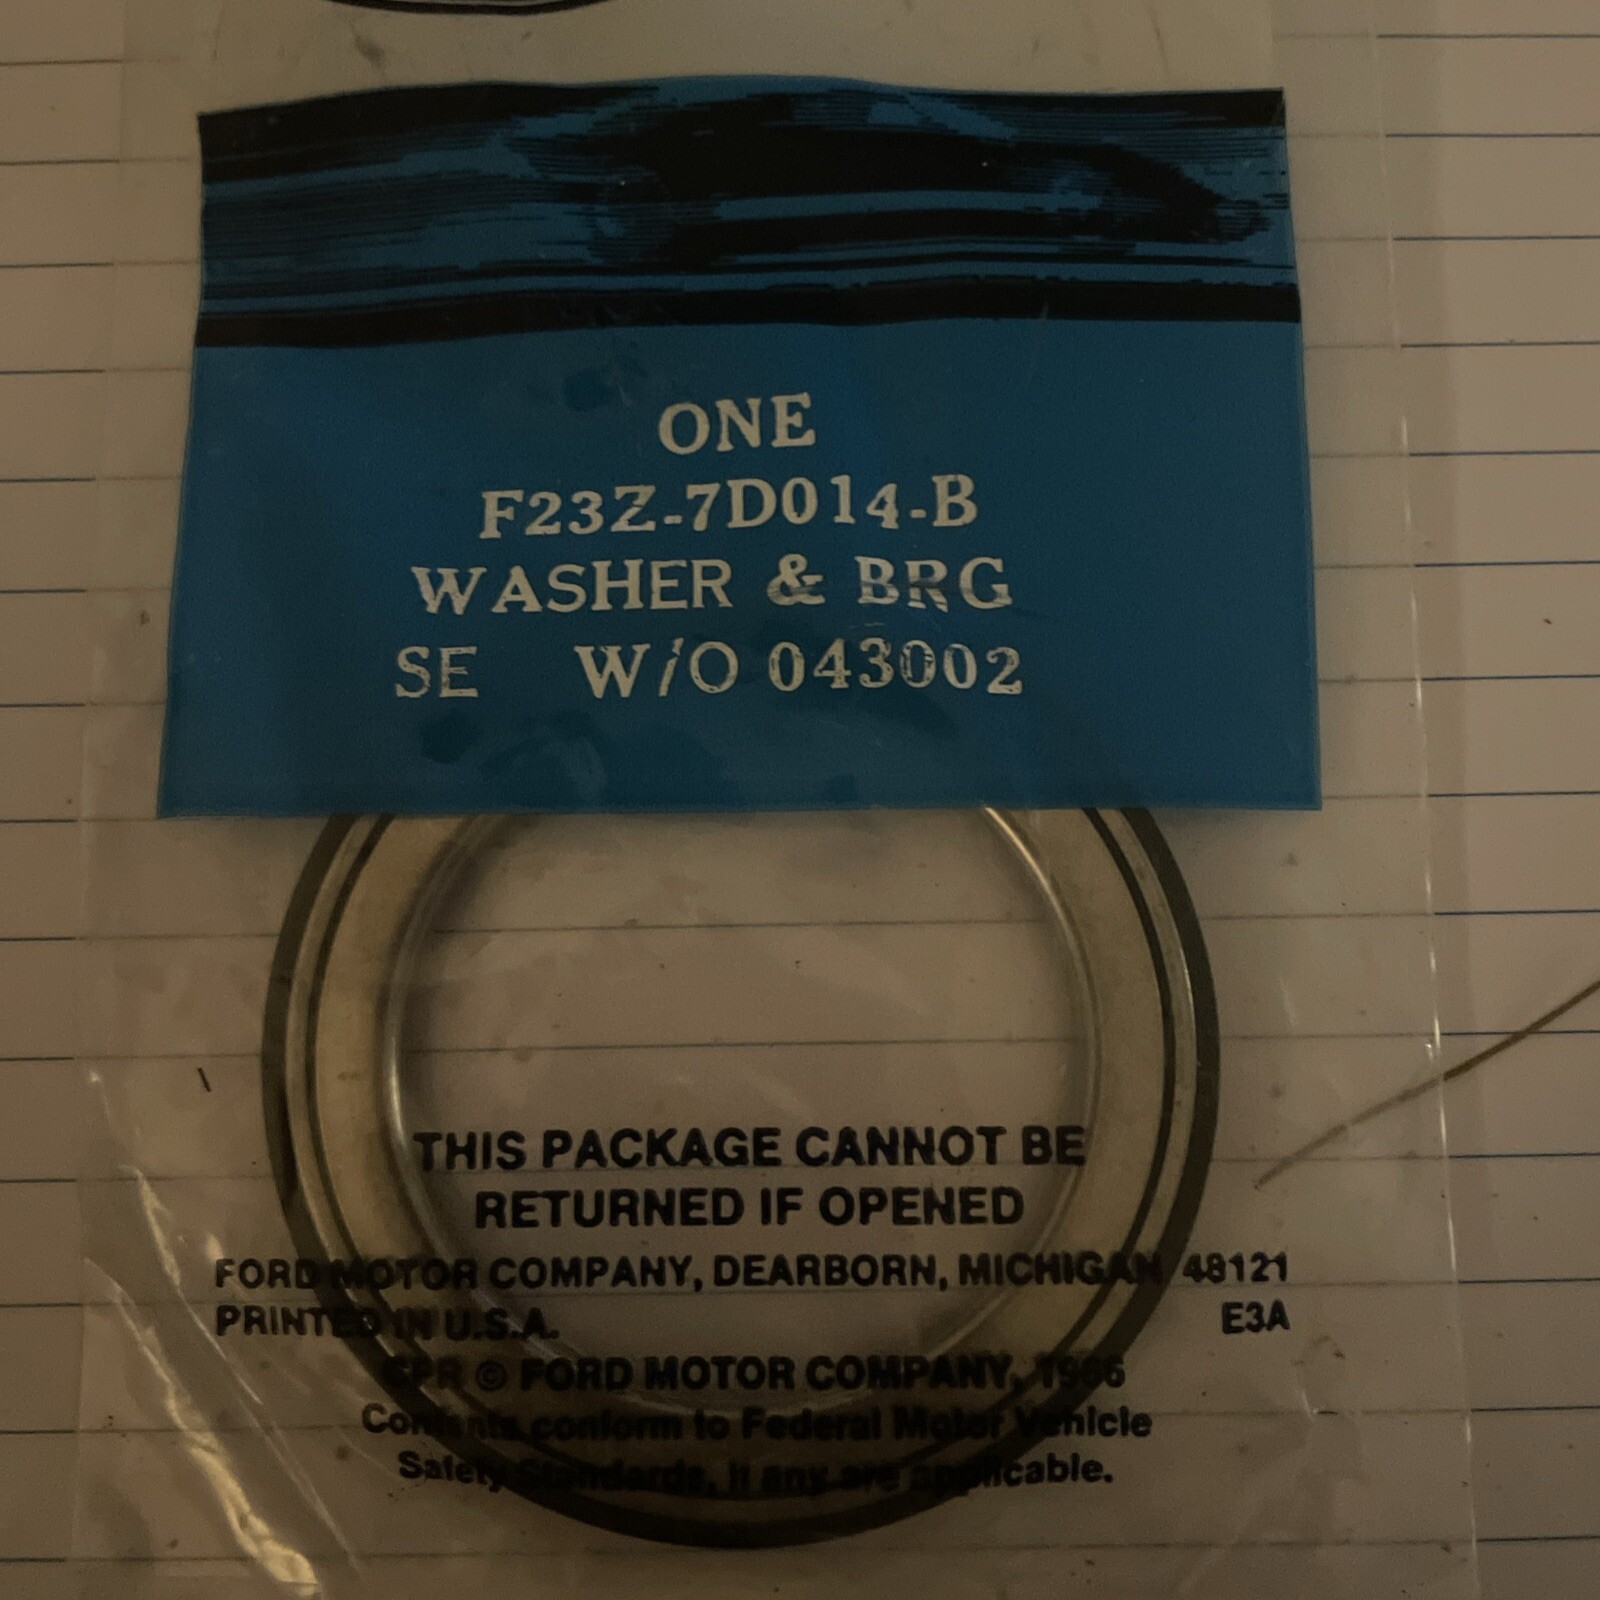 ONE
F23Z-7D014-B
WASHER & BRG
SE W/O 043002
THIS PACKAGE CANNOT BE
RETURNED IF OPENED
FORD MOTOR COMPANY, DEARBORN, MICHIGAN 48121
PRINTED IN U.S.A. E3A
© FORD MOTOR COMPANY, 1966
Contents conform to Federal Motor Vehicle
Safety Standards, if any are applicable.